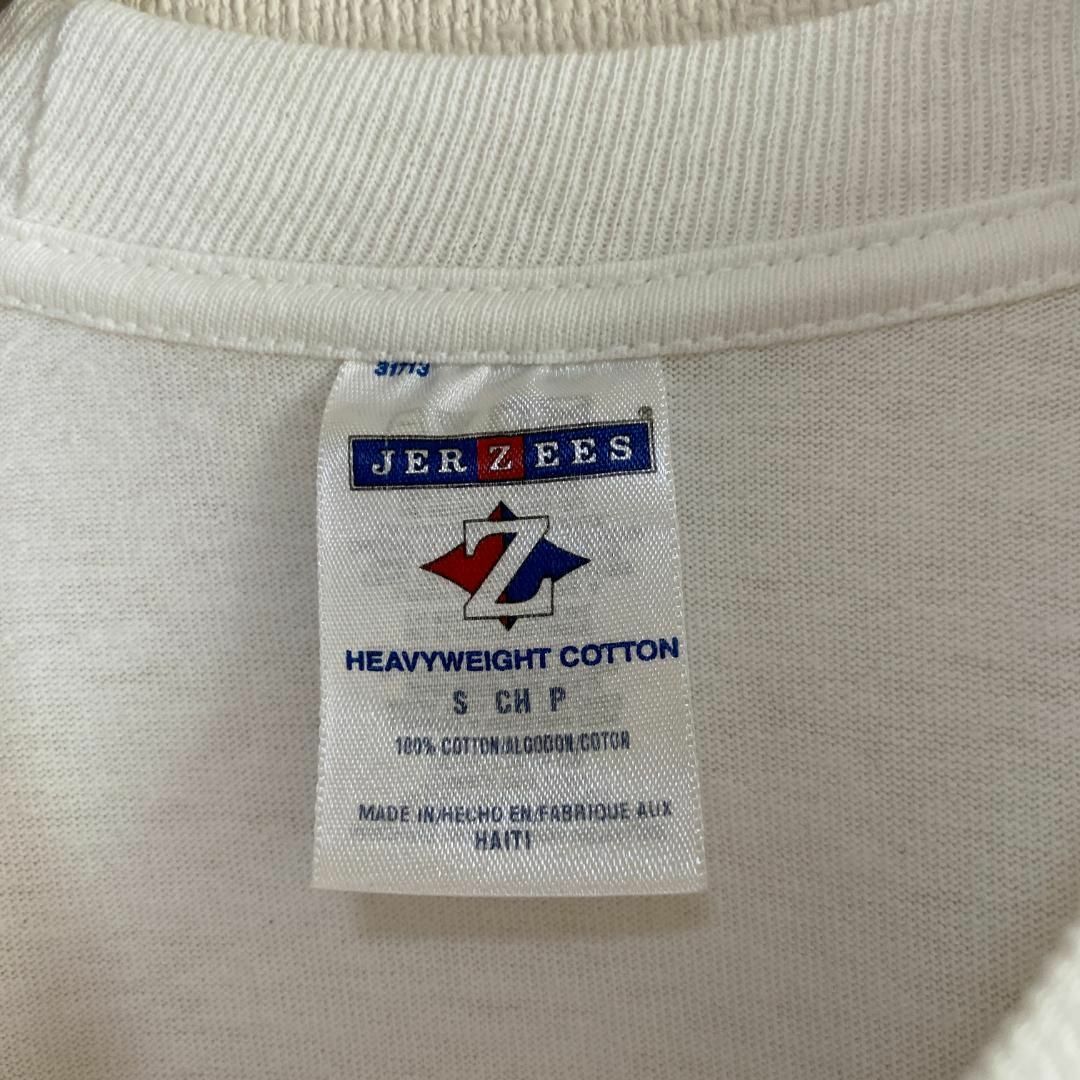 31713
JERZEES®
Z
HEAVYWEIGHT COTTON
S CH P
100% COTTON/ALGODON/COTON
MADE IN/HECHO EN/FABRIQUE AUX
HAITI